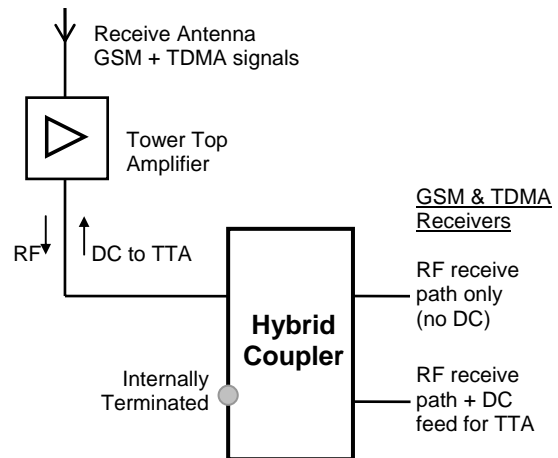 Receive Antenna
GSM + TDMA signals
Tower Top
Amplifier
RF
DC to TTA
GSM & TDMA
Receivers
RF receive
path only
(no DC)
Hybrid
Coupler
Internally
Terminated
RF receive
path + DC
feed for TTA